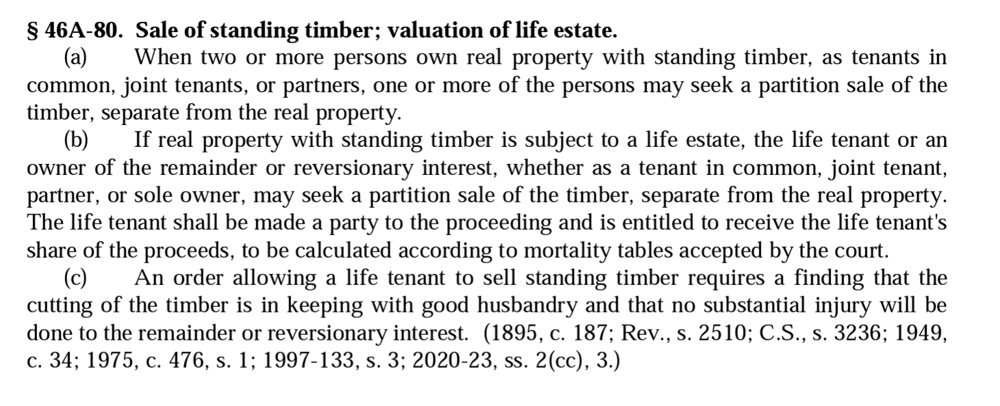 § 46A-80.  Sale of standing timber; valuation of life estate.
(a) When two or more persons own real property with standing timber, as tenants in
common, joint tenants, or partners, one or more of the persons may seek a partition sale of the
timber, separate from the real property.
(b) If real property with standing timber is subject to a life estate, the life tenant or an
owner of the remainder or reversionary interest, whether as a tenant in common, joint tenant,
partner, or sole owner, may seek a partition sale of the timber, separate from the real property.
The life tenant shall be made a party to the proceeding and is entitled to receive the life tenant's
share of the proceeds, to be calculated according to mortality tables accepted by the court.
(c) An order allowing a life tenant to sell standing timber requires a finding that the
cutting of the timber is in keeping with good husbandry and that no substantial injury will be
done to the remainder or reversionary interest.  (1895, c. 187; Rev., s. 2510; C.S., s. 3236; 1949,
c. 34; 1975, c. 476, s. 1; 1997-133, s. 3; 2020-23, ss. 2(cc), 3.)